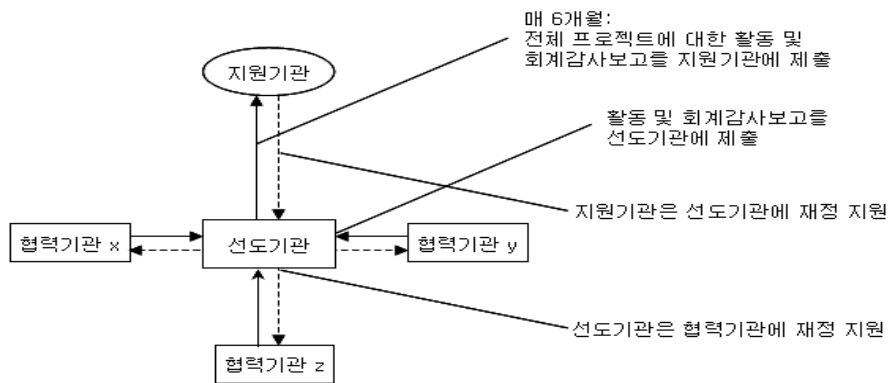 매 6개월:
전체 프로젝트에 대한 활동 및
회계감사보고를 지원기관에 제출
지원기관
활동 및 회계감사보고를
선도기관에 제출
지원기관은 선도기관에 재정 지원
협력기관 x
선도기관
협력기관 y
선도기관은 협력기관에 재정 지원
협력기관 z